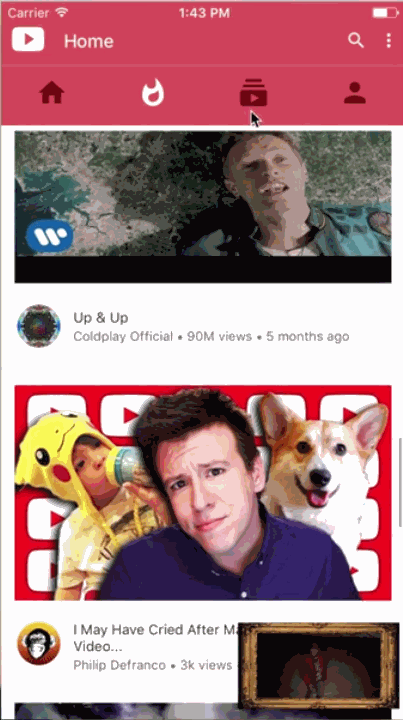 Carrier 1:43 PM
Home
Up & Up
Coldplay Official • 90M views • 5 months ago
I May Have Cried After Ma
Video...
Philip Defranco • 3k views •